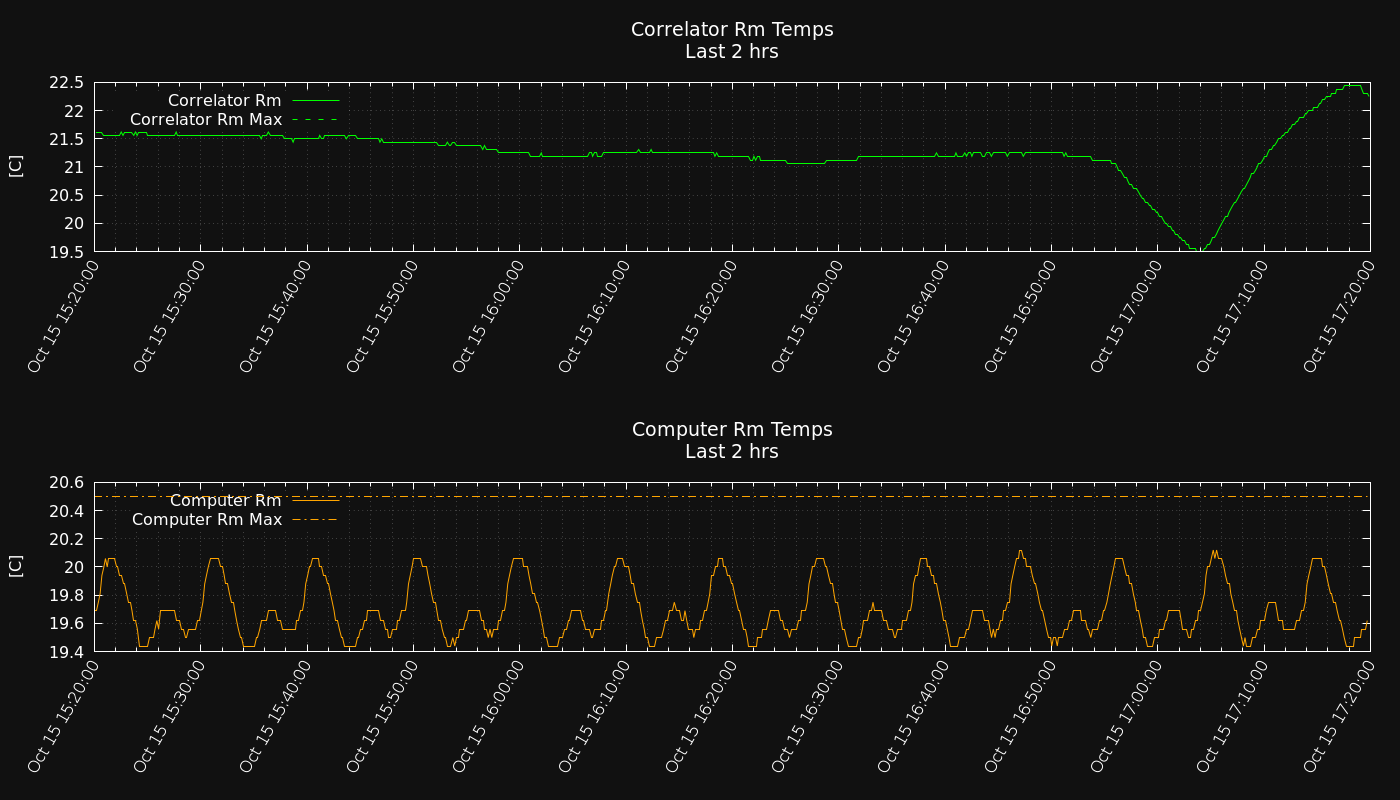 Correlator Rm Temps
Last 2 hrs
Correlator Rm
Correlator Rm Max
[C]
22.5
22
21.5
21
20.5
20
19.5
Oct 15 15:20:00
Oct 15 15:30:00
Oct 15 15:40:00
Oct 15 15:50:00
Oct 15 16:00:00
Oct 15 16:10:00
Oct 15 16:20:00
Oct 15 16:30:00
Oct 15 16:40:00
Oct 15 16:50:00
Oct 15 17:00:00
Oct 15 17:10:00
Oct 15 17:20:00
Computer Rm Temps
Last 2 hrs
Computer Rm
Computer Rm Max
[C]
20.6
20.4
20.2
20
19.8
19.6
19.4
Oct 15 15:20:00
Oct 15 15:30:00
Oct 15 15:40:00
Oct 15 15:50:00
Oct 15 16:00:00
Oct 15 16:10:00
Oct 15 16:20:00
Oct 15 16:30:00
Oct 15 16:40:00
Oct 15 16:50:00
Oct 15 17:00:00
Oct 15 17:10:00
Oct 15 17:20:00